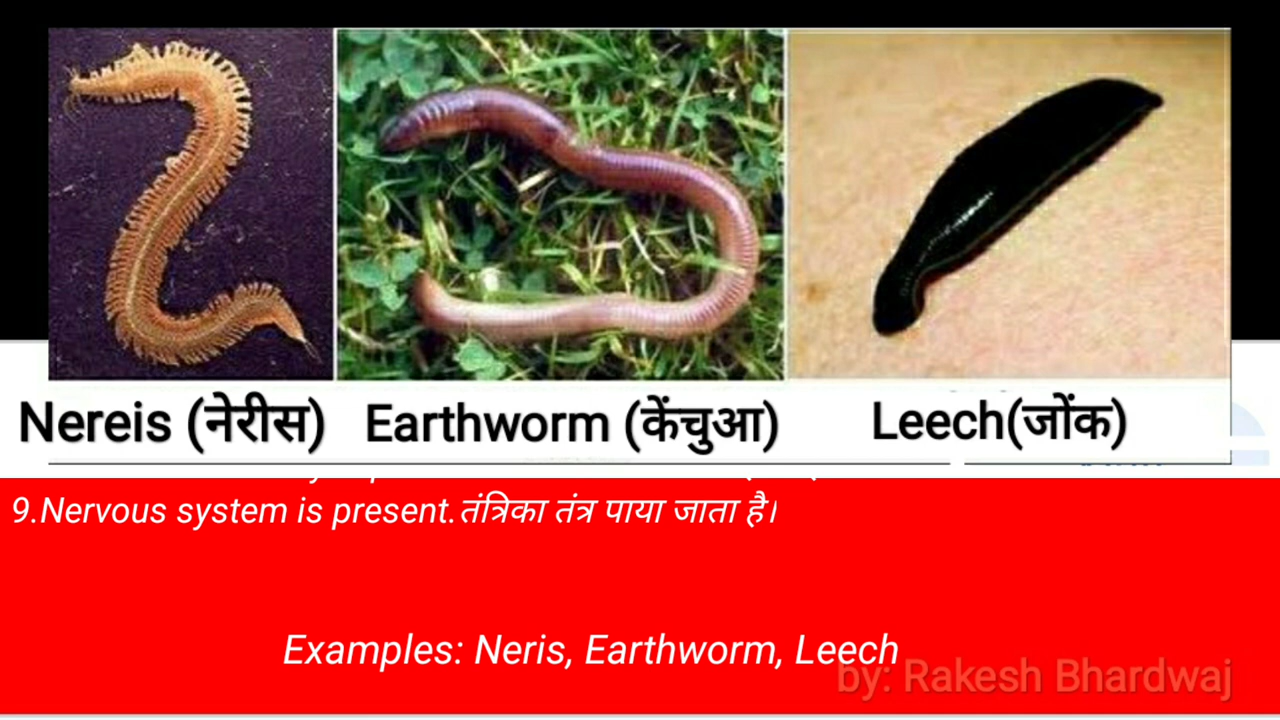 Nereis (नेरीस) Earthworm (केंचुआ) Leech(जोंक)
9.Nervous system is present.तंत्रिका तंत्र पाया जाता है।
Examples: Neris, Earthworm, Leech
by: Rakesh Bhardwaj